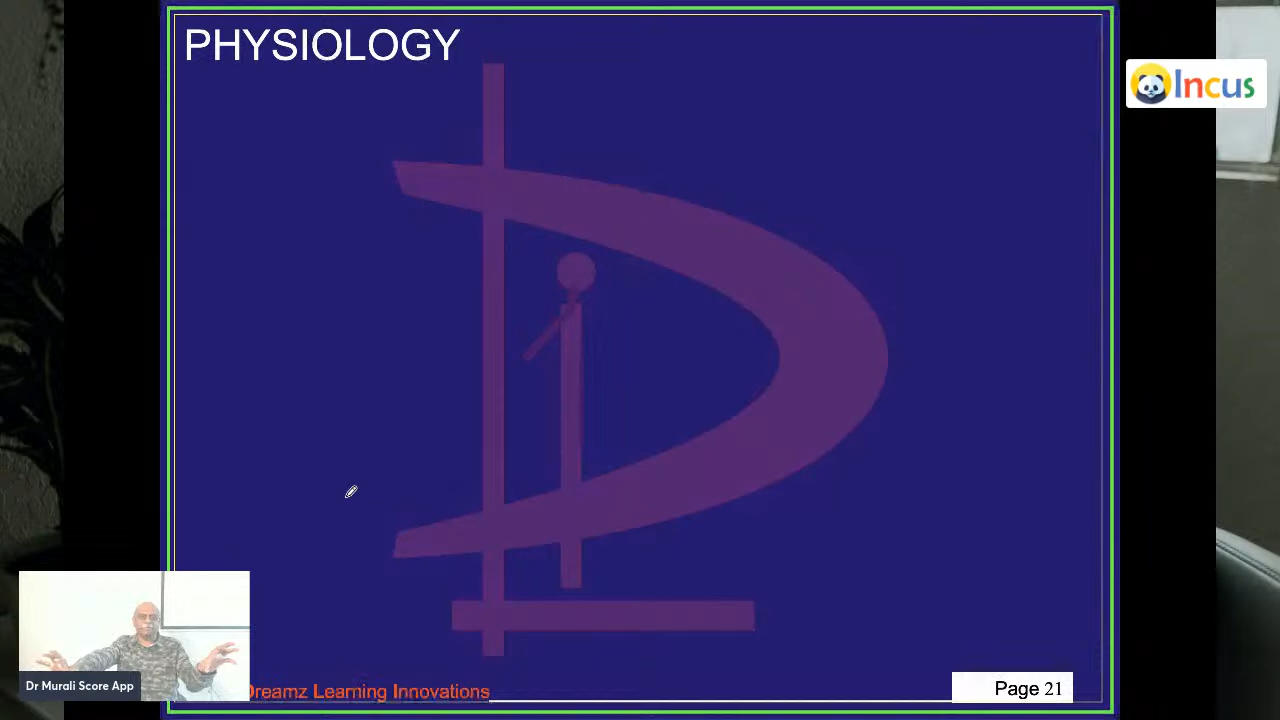 PHYSIOLOGY
Incus
Dr Murali Score App
Dreamz Learning Innovations
Page 21